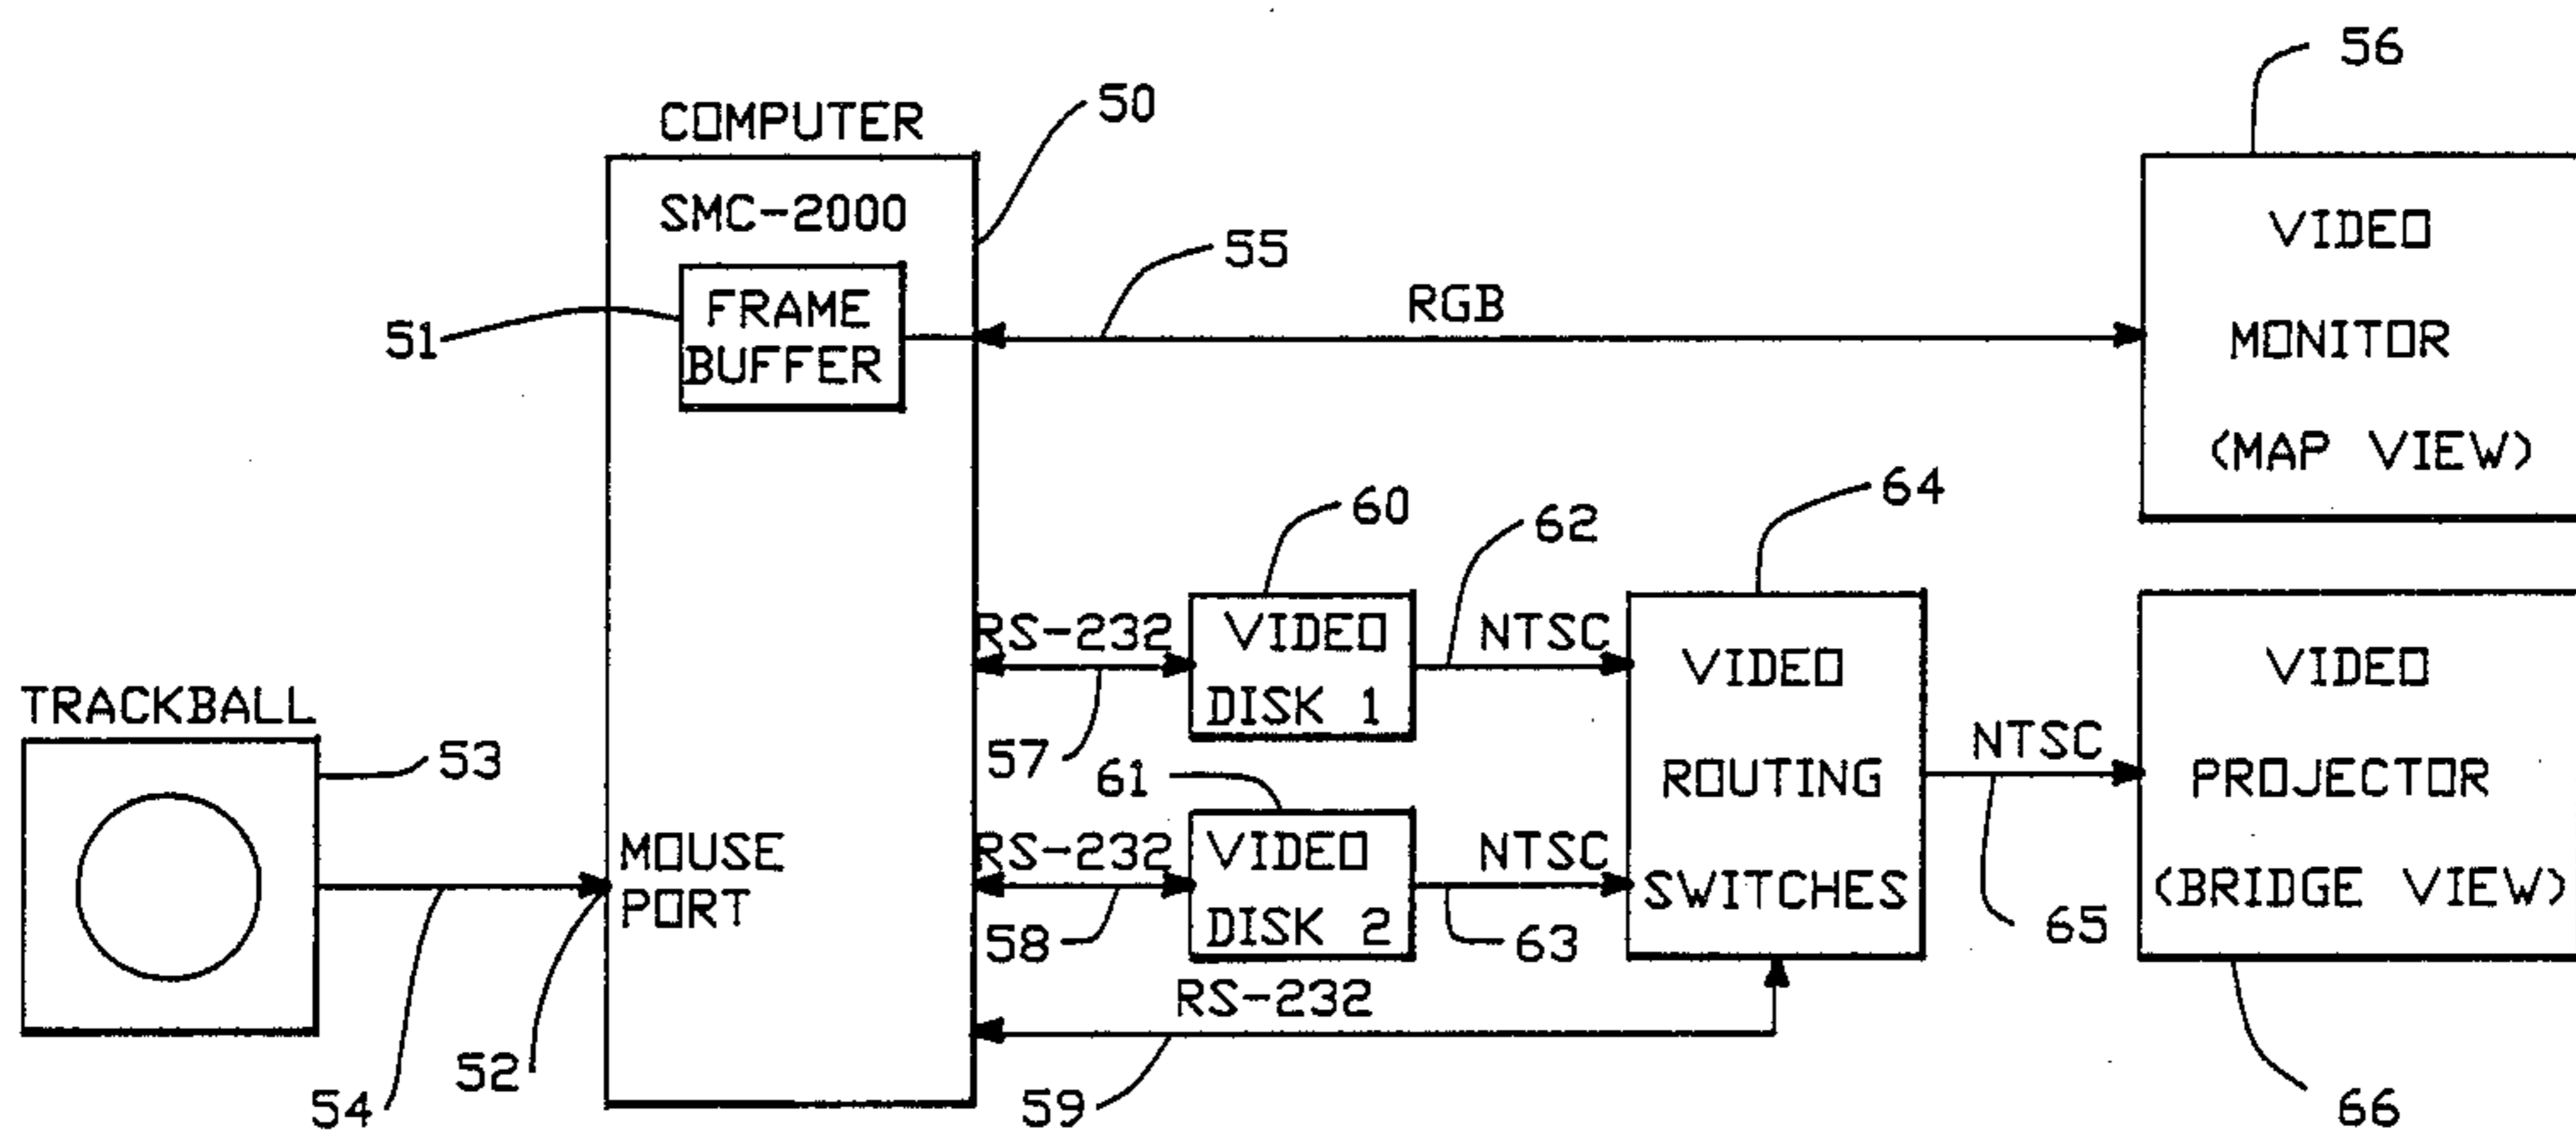 56
50
COMPUTER
SMC-2000
55
VIDEO
MONITOR
(MAP VIEW)
RGB
FRAME
BUFFER
51
64
60
62
RS-232
VIDEO
DISK 1
NTSC
VIDEO
ROUTING
SWITCHES
VIDEO
PROJECTOR
(BRIDGE VIEW)
TRACKBALL
53
57
61
NTSC
MOUSE
PORT
RS-232
VIDEO
DISK 2
NTSC
58
63
65
RS-232
52
54
59
66